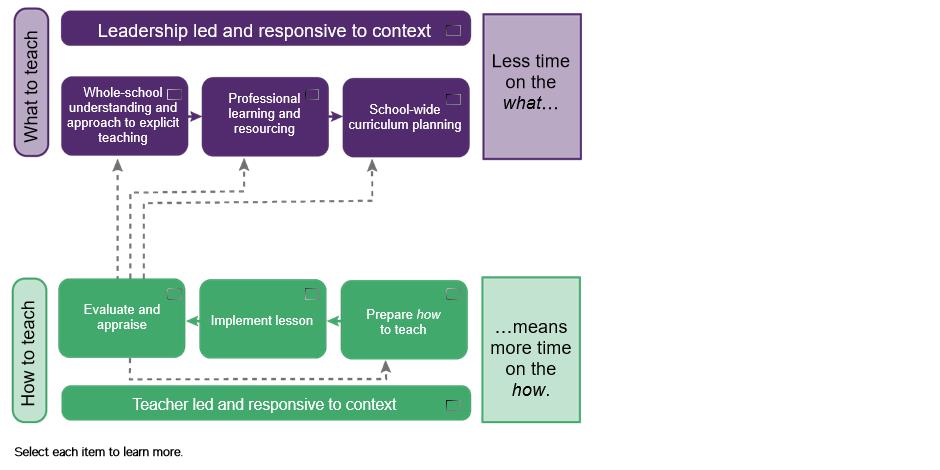 What to teach
Leadership led and responsive to context
Whole-school
understanding and
approach to explicit
teaching
Professional
learning and
resourcing
School-wide
curriculum planning
Less time
on the
what…
How to teach
Evaluate and
appraise
Implement lesson
Prepare how
to teach
Teacher led and responsive to context
…means
more time
on the
how.
Select each item to learn more.